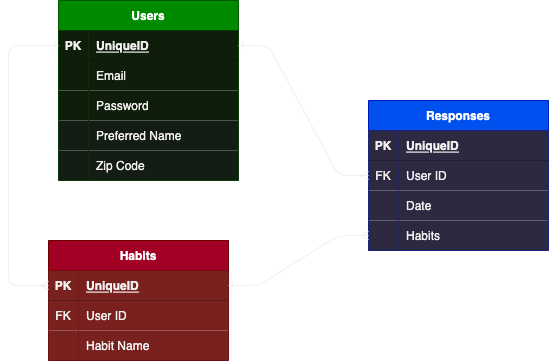 Users
PK UniqueID
Email
Password
Preferred Name
Zip Code
Responses
PK UniqueID
FK User ID
Date
Habits
Habits
PK UniqueID
FK User ID
Habit Name